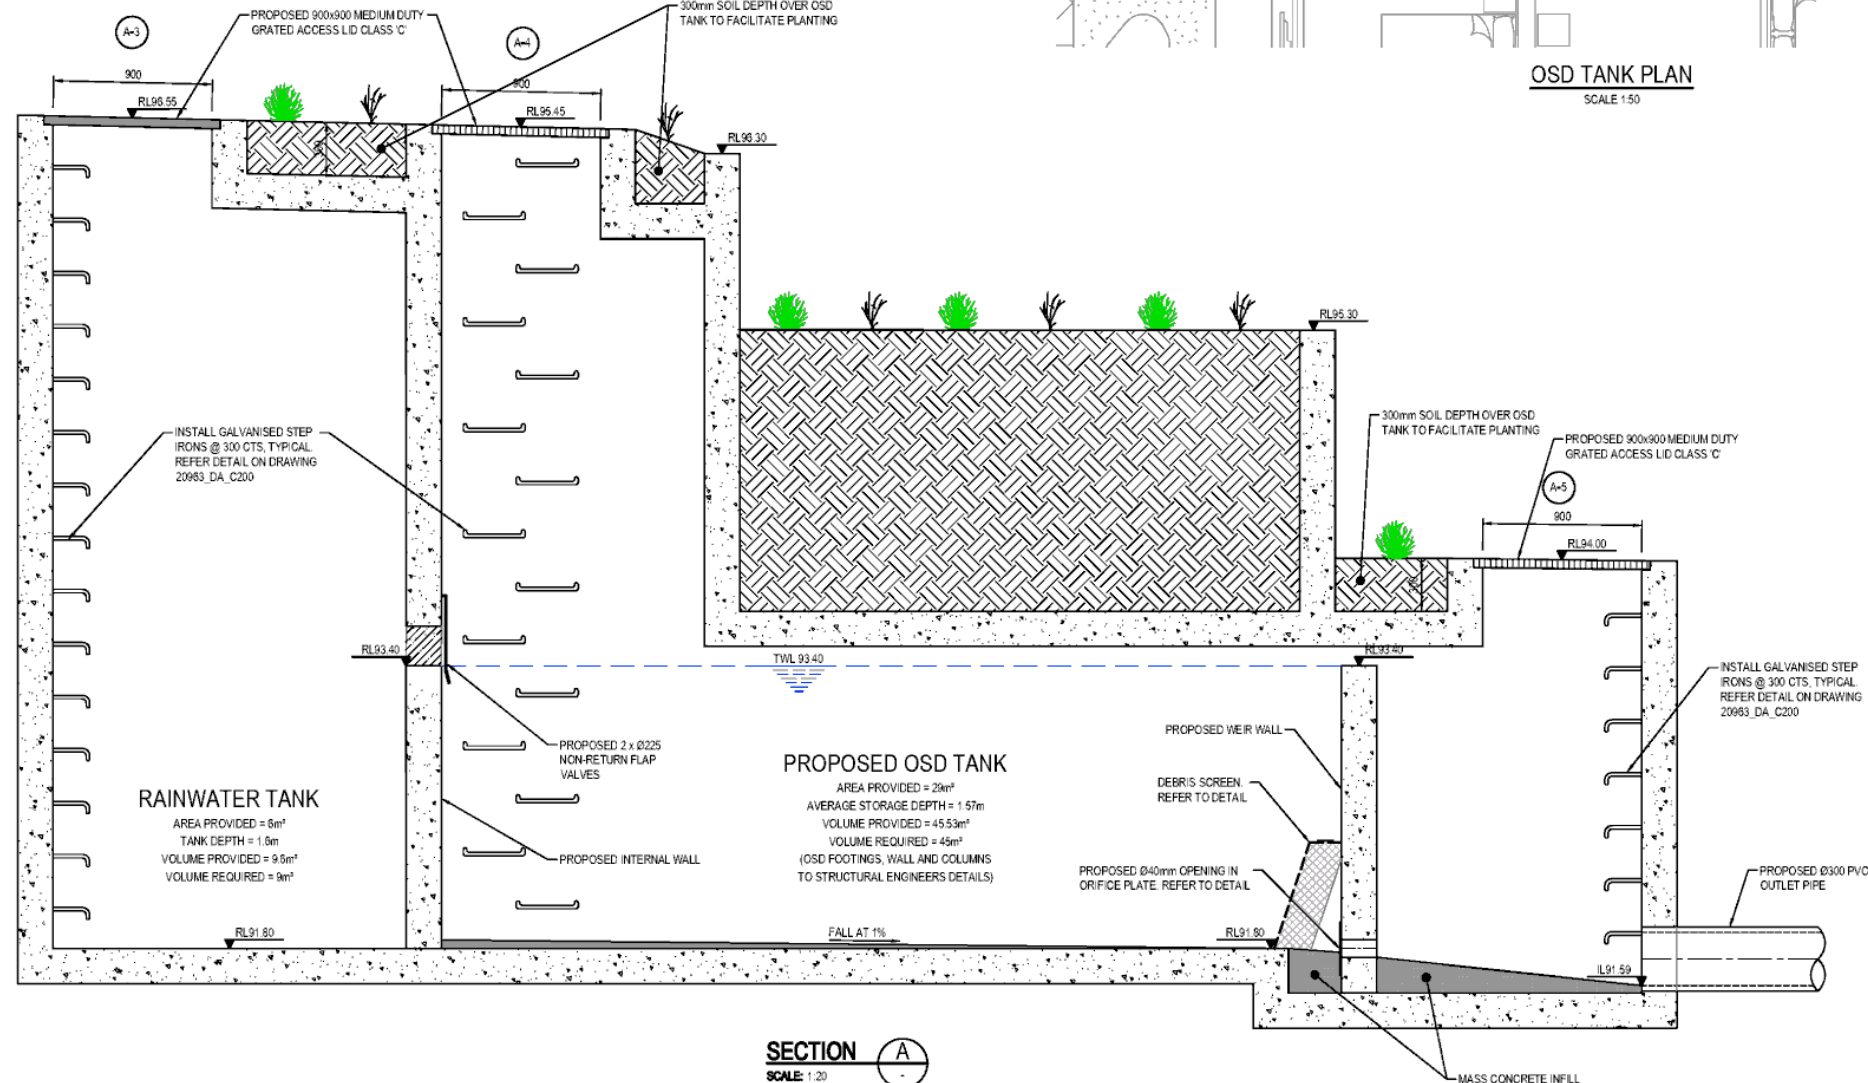 PROPOSED 900x900 MEDIUM DUTY
GRATED ACCESS LID CLASS 'C'
300mm SOIL DEPTH OVER OSD
TANK TO FACILITATE PLANTING
A-3
A-4
900
900
RL96.55
RL95.45
RL96.30
OSD TANK PLAN
SCALE 1:50
300
RL95.30
300mm SOIL DEPTH OVER OSD
TANK TO FACILITATE PLANTING
PROPOSED 900x900 MEDIUM DUTY
GRATED ACCESS LID CLASS 'C'
A-5
900
RL94.00
300
INSTALL GALVANISED STEP
IRONS @ 300 CTS, TYPICAL.
REFER DETAIL ON DRAWING
20963_DA_C200
RL93.40
TWL 93.40
RL93.40
INSTALL GALVANISED STEP
IRONS @ 300 CTS, TYPICAL.
REFER DETAIL ON DRAWING
20963_DA_C200
PROPOSED 2 x Ø225
NON-RETURN FLAP
VALVES
PROPOSED WEIR WALL
DEBRIS SCREEN.
REFER TO DETAIL
PROPOSED OSD TANK
AREA PROVIDED = 29m²
AVERAGE STORAGE DEPTH = 1.57m
VOLUME PROVIDED = 45.53m³
VOLUME REQUIRED = 45m³
(OSD FOOTINGS, WALL AND COLUMNS
TO STRUCTURAL ENGINEERS DETAILS)
RAINWATER TANK
AREA PROVIDED = 6m²
TANK DEPTH = 1.6m
VOLUME PROVIDED = 9.6m³
VOLUME REQUIRED = 9m³
PROPOSED INTERNAL WALL
PROPOSED Ø40mm OPENING IN
ORIFICE PLATE. REFER TO DETAIL
PROPOSED Ø300 PVC
OUTLET PIPE
RL91.80
FALL AT 1%
RL91.80
IL91.59
SECTION A
SCALE: 1:20
-
MASS CONCRETE INFILL